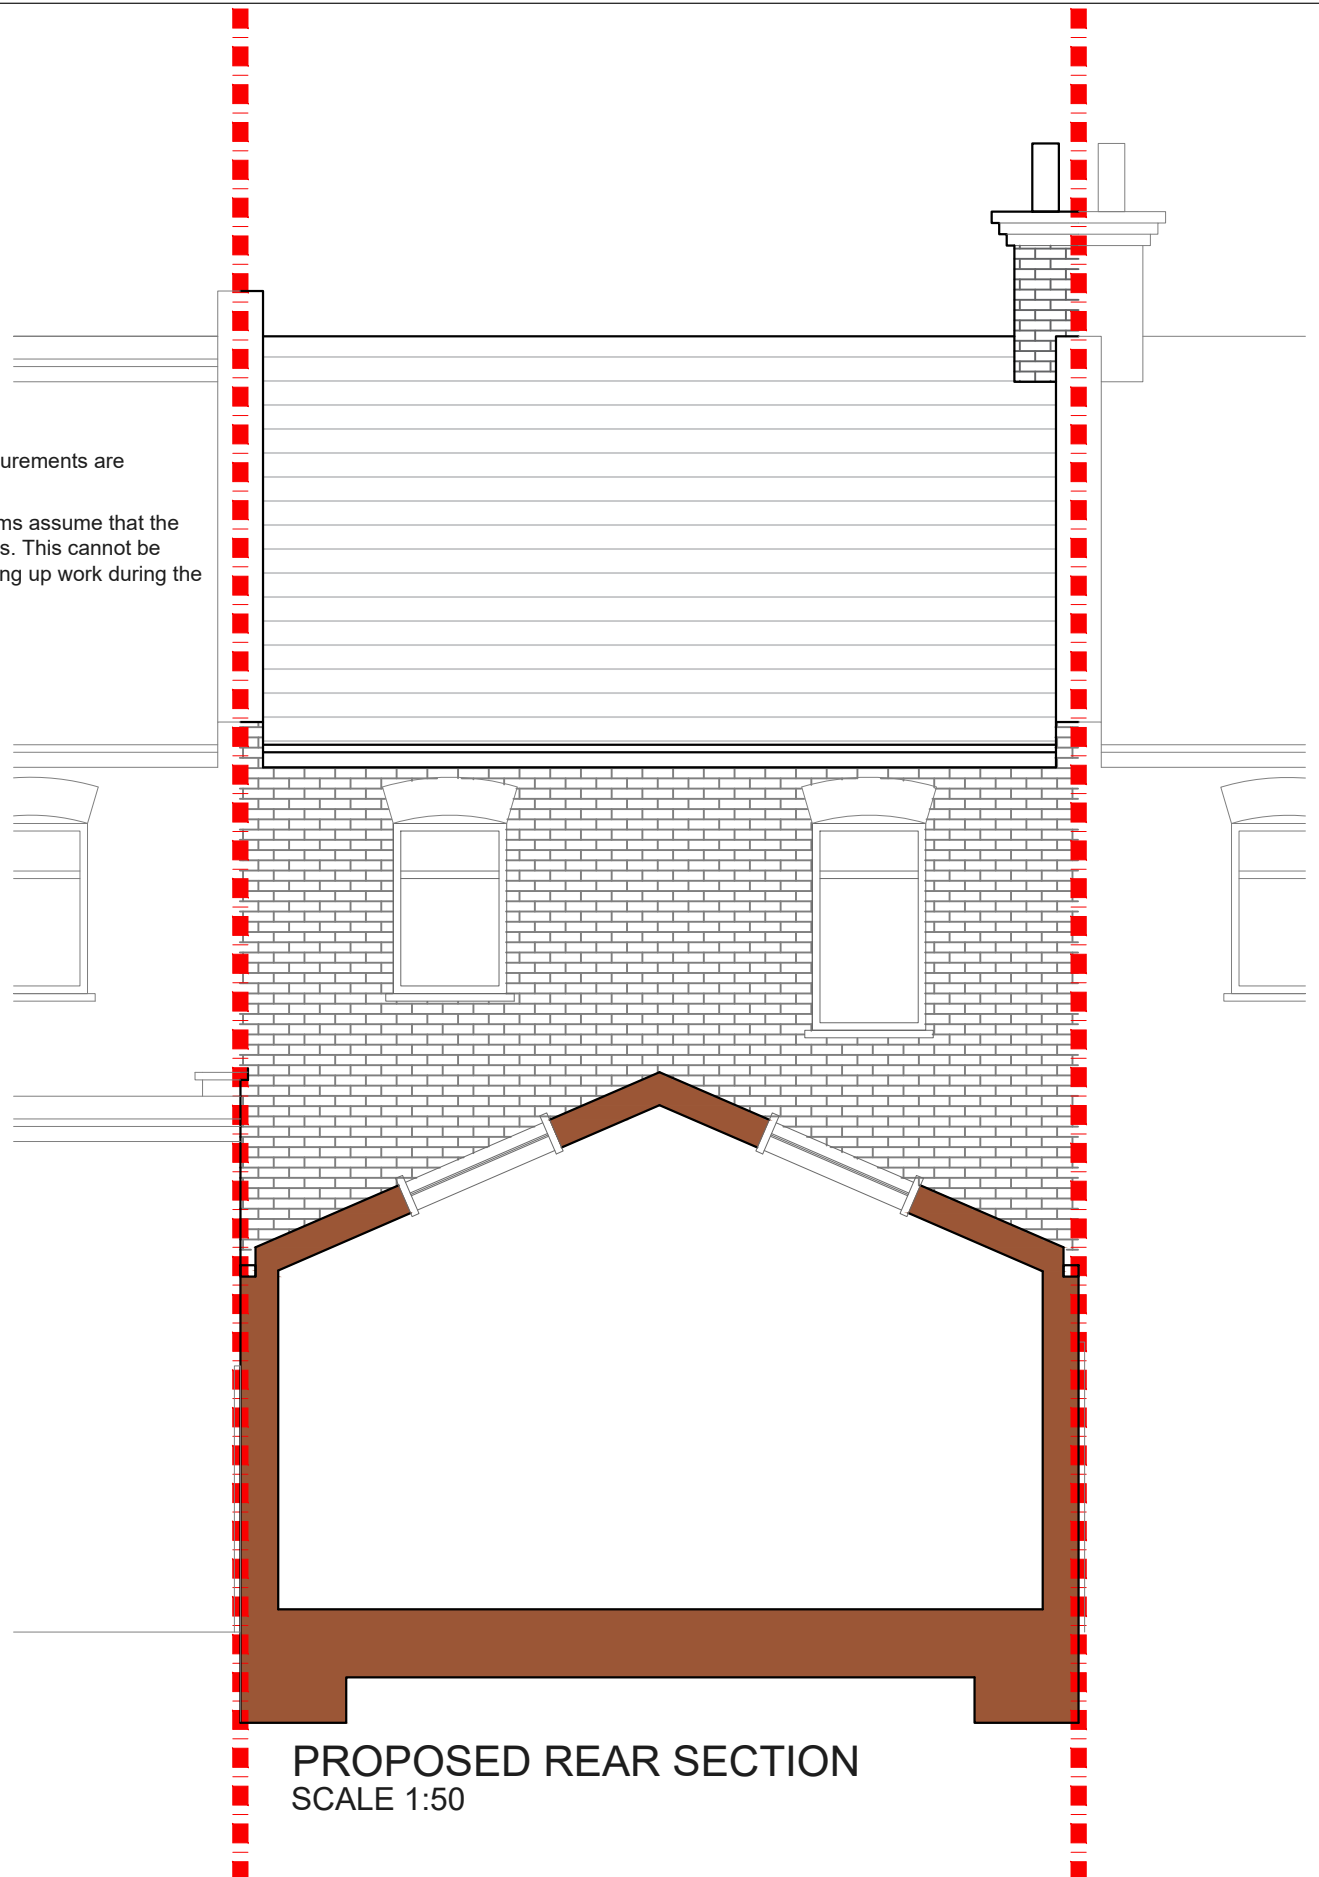 urements are
ms assume that the
s. This cannot be
ng up work during the
PROPOSED REAR SECTION
SCALE 1:50